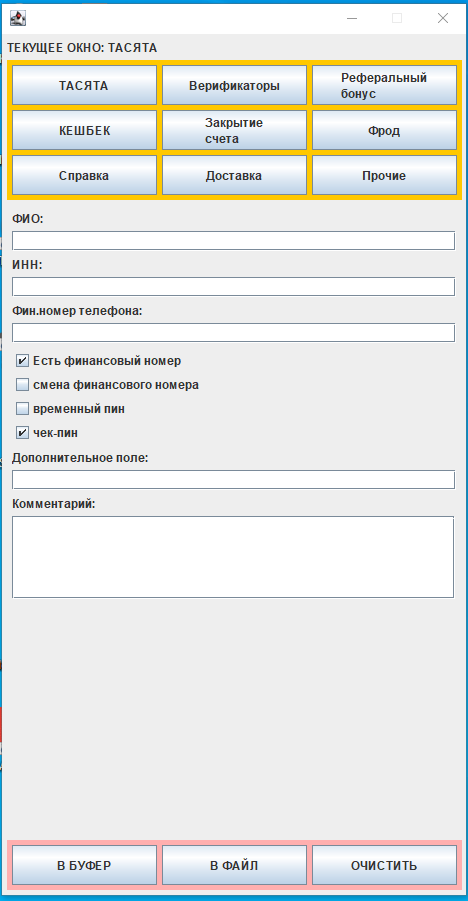 ТЕКУЩЕЕ ОКНО: ТАСЯТА
ТАСЯТА
Верификаторы
Реферальный
бонус
КЕШБЕК
Закрытие
счета
Фрод
Справка
Доставка
Прочие
ФИО:
ИНН:
Фин.номер телефона:
Есть финансовый номер
смена финансового номера
временный пин
чек-пин
Дополнительное поле:
Комментарий:
В БУФЕР
В ФАЙЛ
ОЧИСТИТЬ